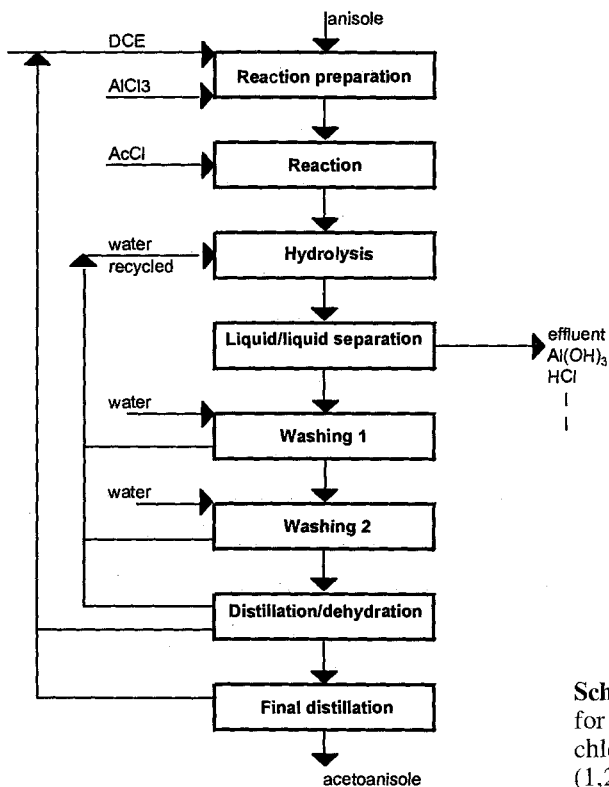 anisole
DCE
Reaction preparation
AlCl3
AcCl
Reaction
water
recycled
Hydrolysis
Liquid/liquid separation
effluent
Al(OH)3
HCl
water
Washing 1
water
Washing 2
Distillation/dehydration
Final distillation
acetoanisole
Sch
for
chle
(1,2